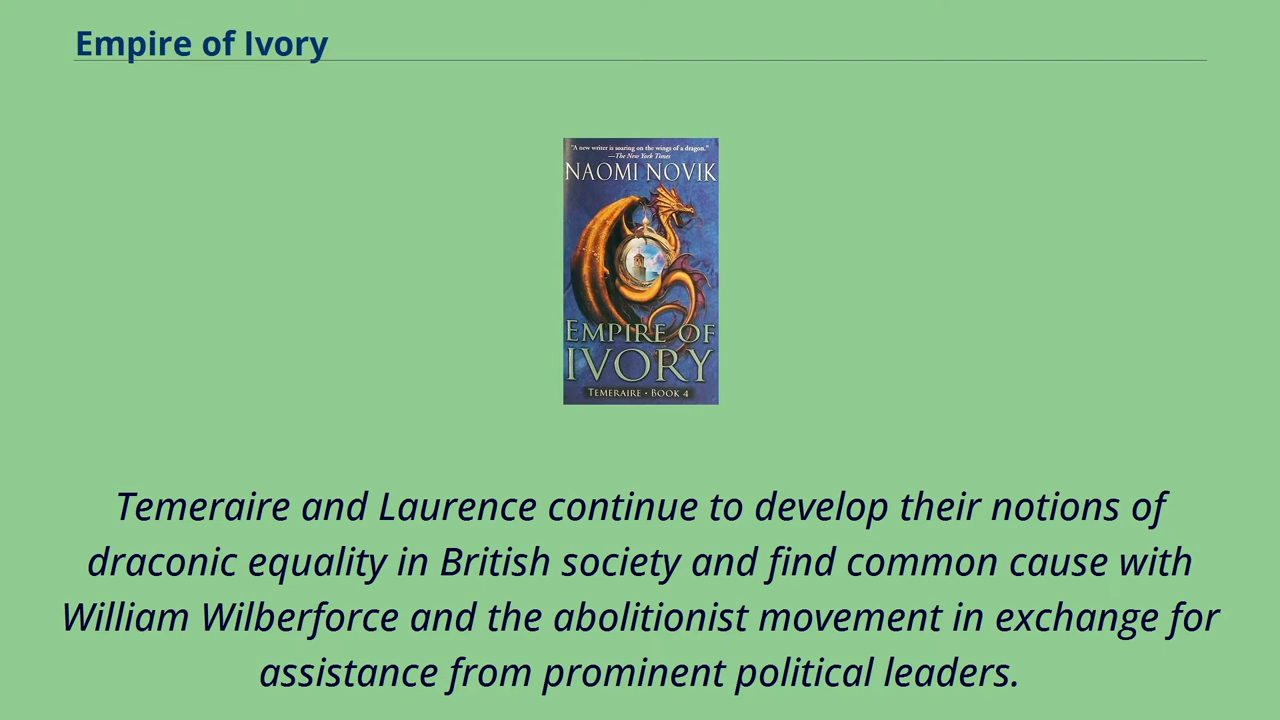 Empire of Ivory
"A new writer is soaring on the wings of a dragon."
—The New York Times
NAOMI NOVIK
EMPIRE OF
IVORY
TEMERAIRE • BOOK 4
Temeraire and Laurence continue to develop their notions of
draconic equality in British society and find common cause with
William Wilberforce and the abolitionist movement in exchange for
assistance from prominent political leaders.